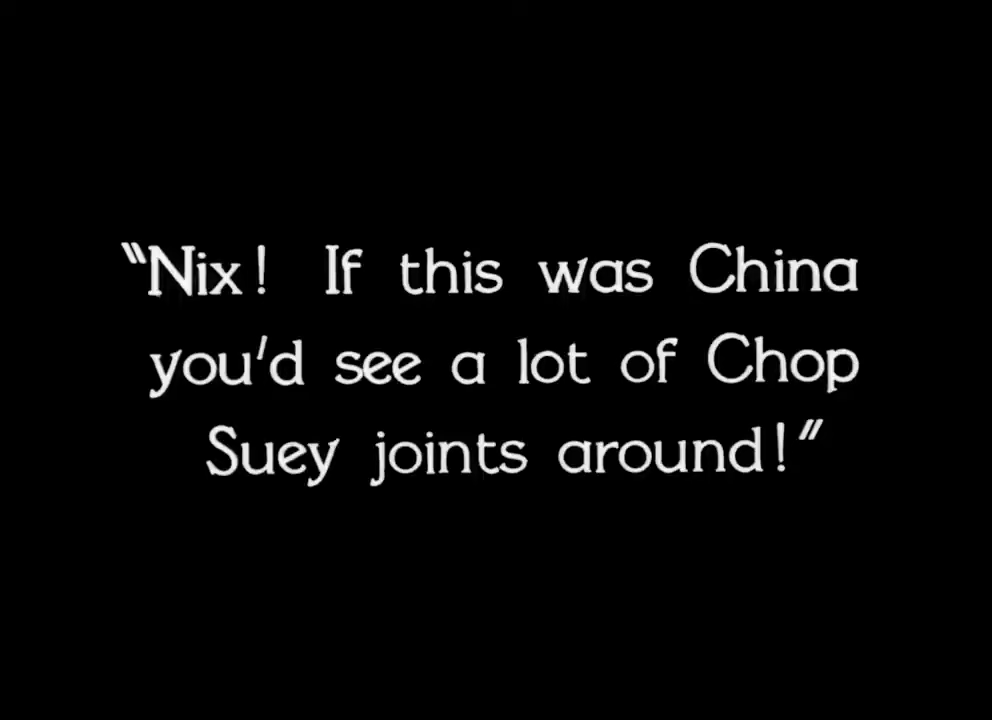 "Nix! If this was China
you'd see a lot of Chop
Suey joints around!"